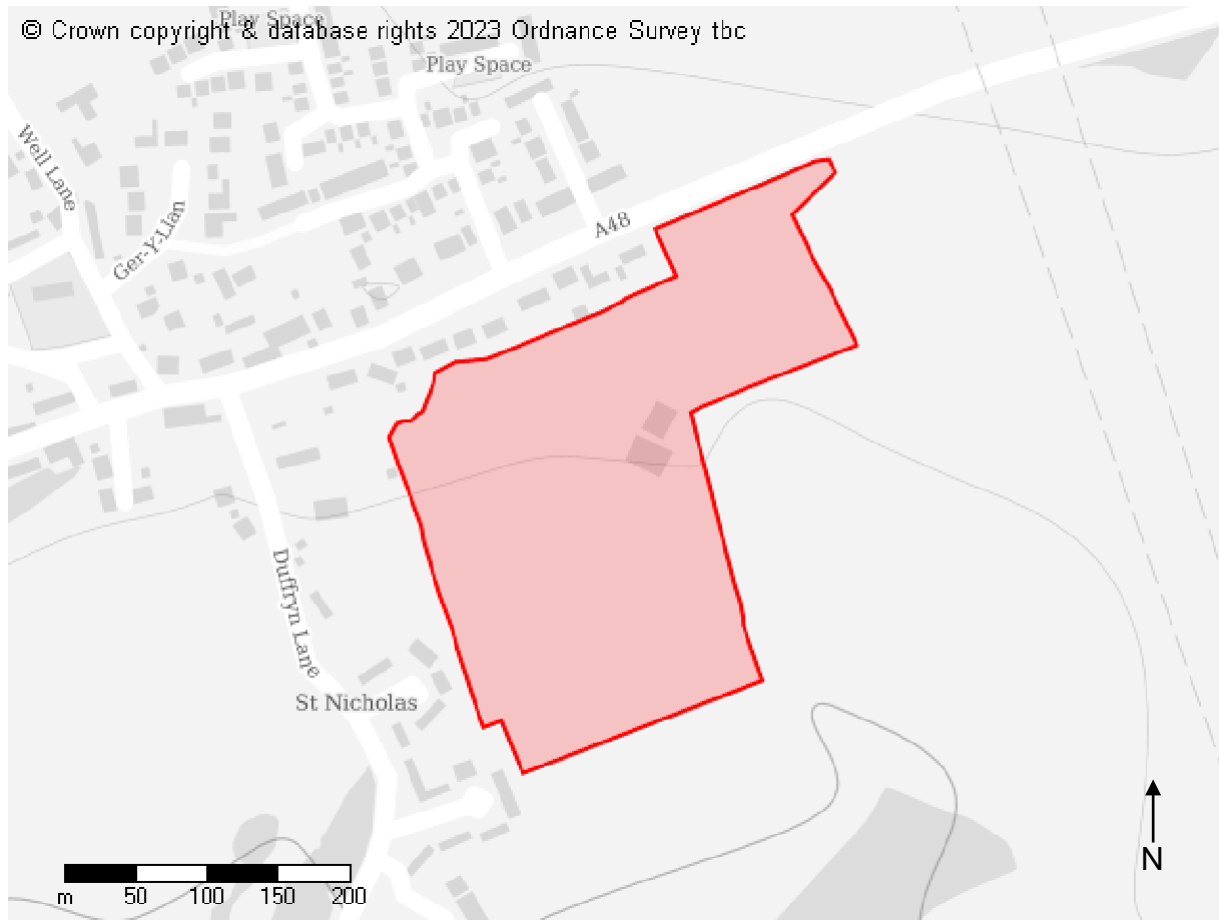 Play Space
© Crown copyright & database rights 2023 Ordnance Survey tbc
Play Space
Well Lane
Ger-Y-Llan
A48
Duffryn Lane
St Nicholas
N
m 50 100 150 200